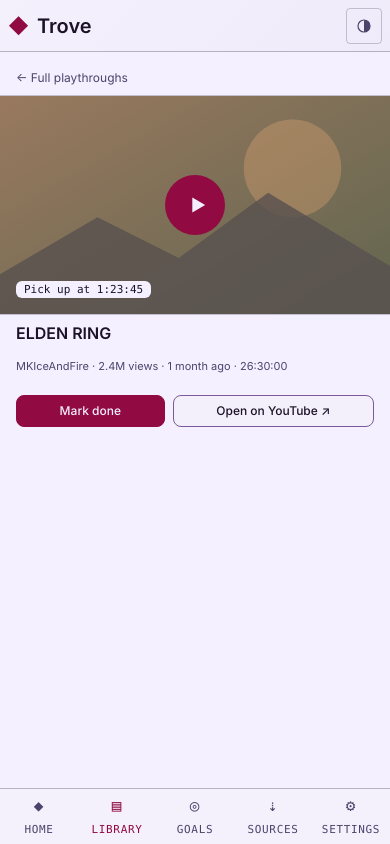 Trove
← Full playthroughs
Pick up at 1:23:45
ELDEN RING
MKIceAndFire · 2.4M views · 1 month ago · 26:30:00
Mark done
Open on YouTube ↗
HOME
LIBRARY
GOALS
SOURCES
SETTINGS